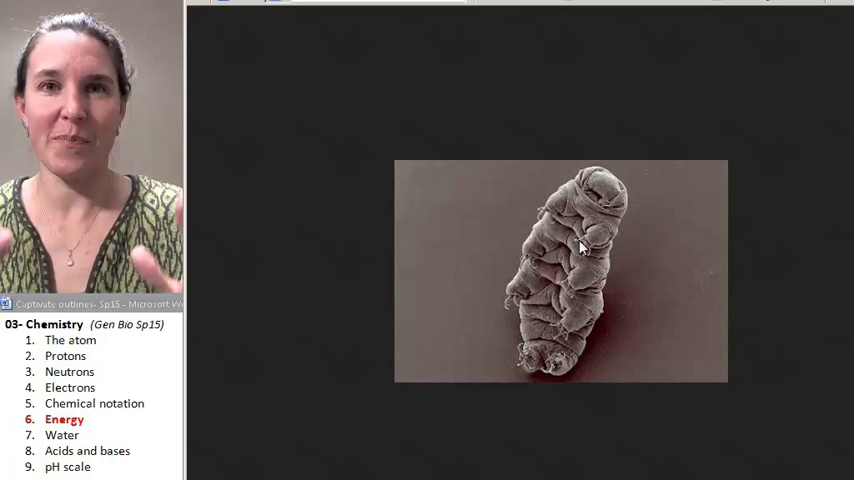 Captivate outlines- Sp15 - Microsoft W
03- Chemistry (Gen Bio Sp15)
1. The atom
2. Protons
3. Neutrons
4. Electrons
5. Chemical notation
6. Energy
7. Water
8. Acids and bases
9. pH scale